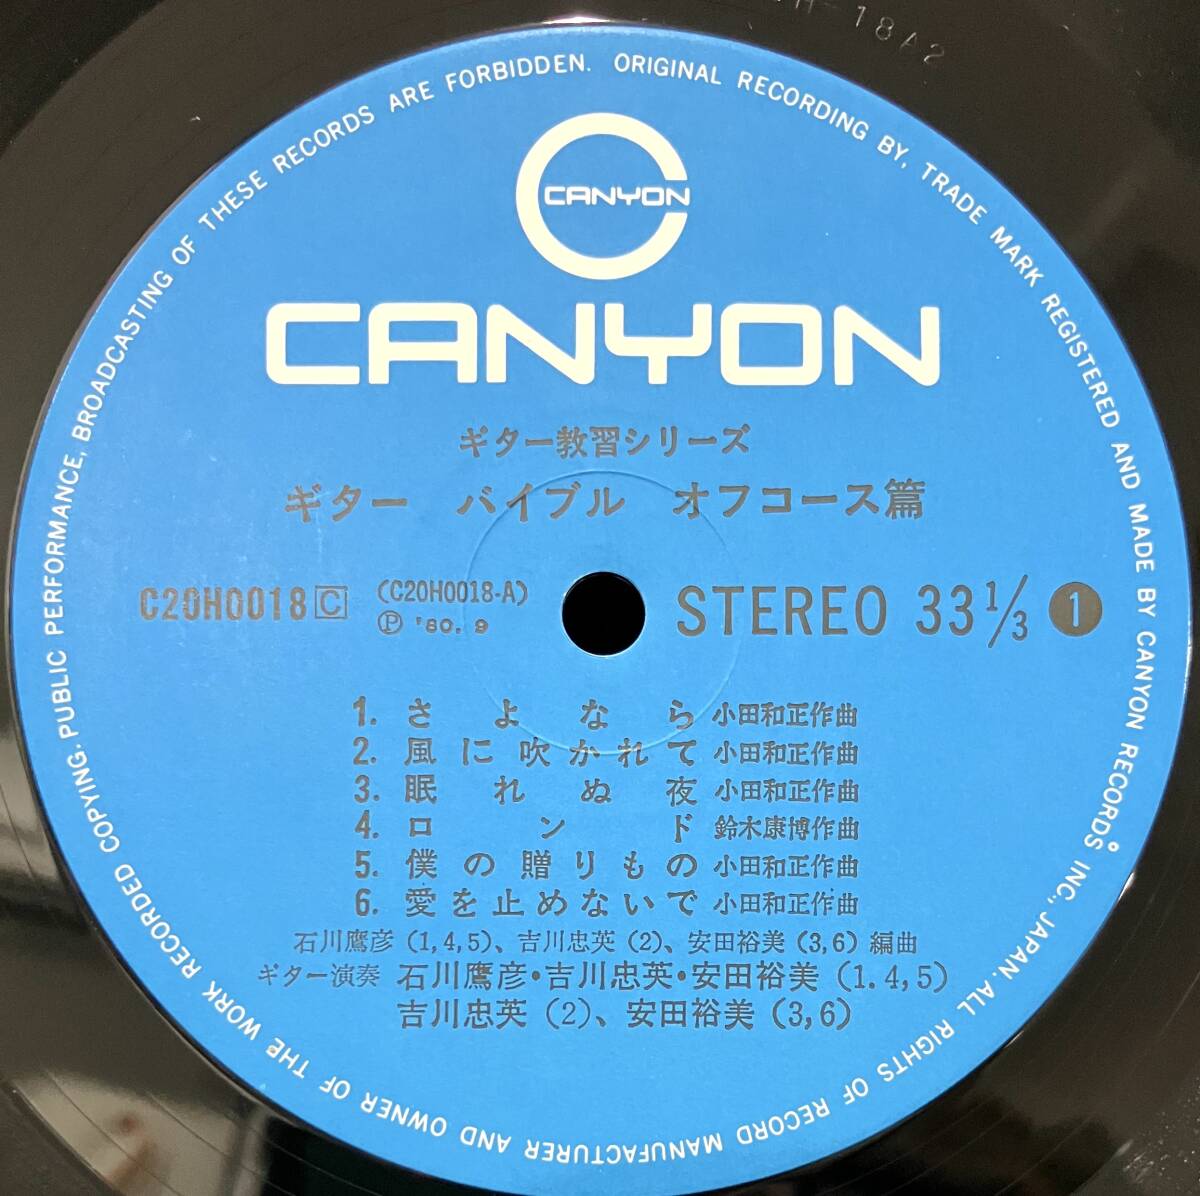 H-18A2
ORIGINAL RECORDING BY, TRADE MARK REGISTERED AND MADE BY CANYON RECORDS INC., JAPAN. ALL RIGHTS OF RECORD MANUFACTURER AND OWNER OF THE WORK RECORDED COPYING. PUBLIC PERFORMANCE, BROADCASTING OF THESE RECORDS ARE FORBIDDEN.
CANYON
CANYON
ギター教習シリーズ
ギター バイブル オフコース篇
C20H0018 C (C20H0018-A)
Ⓟ '80. 9
STEREO 33 1/3 1
1. さよなら 小田和正作曲
2. 風に吹かれて 小田和正作曲
3. 眠れぬ夜 小田和正作曲
4. ロンド 鈴木康博作曲
5. 僕の贈りもの 小田和正作曲
6. 愛を止めないで 小田和正作曲
石川鷹彦 (1,4,5)、吉川忠英 (2)、安田裕美 (3,6) 編曲
ギター演奏 石川鷹彦・吉川忠英・安田裕美 (1.4,5)
吉川忠英 (2)、安田裕美 (3,6)